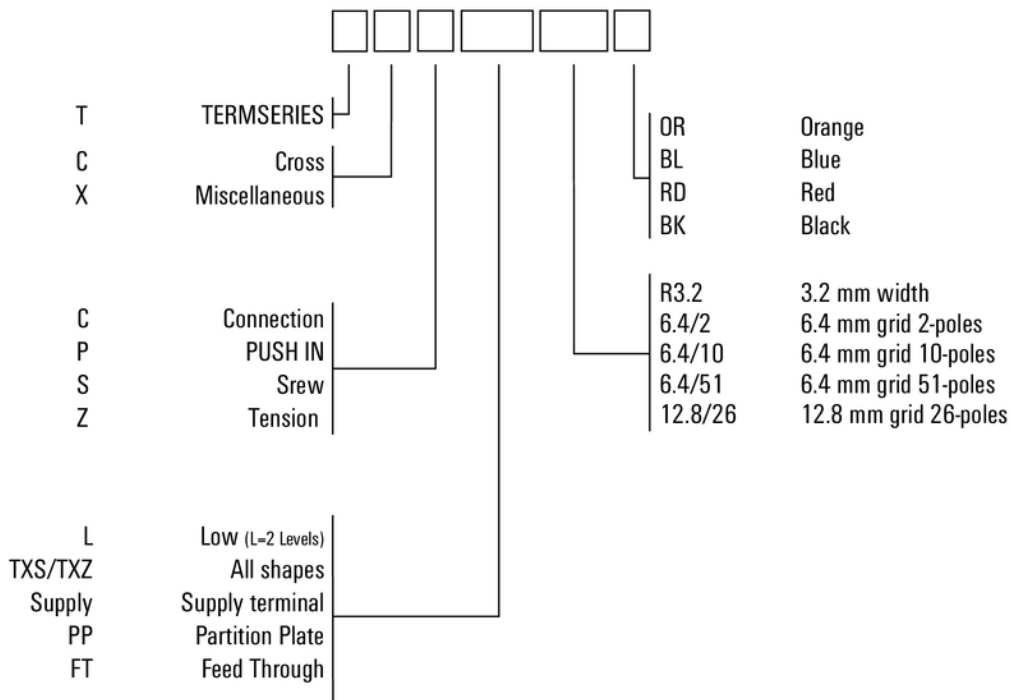 T TERMSERIES
C Cross
X Miscellaneous
OR Orange
BL Blue
RD Red
BK Black
C Connection
P PUSH IN
S Srew
Z Tension
R3.2 3.2 mm width
6.4/2 6.4 mm grid 2-poles
6.4/10 6.4 mm grid 10-poles
6.4/51 6.4 mm grid 51-poles
12.8/26 12.8 mm grid 26-poles
L Low (L=2 Levels)
TXS/TXZ All shapes
Supply Supply terminal
PP Partition Plate
FT Feed Through